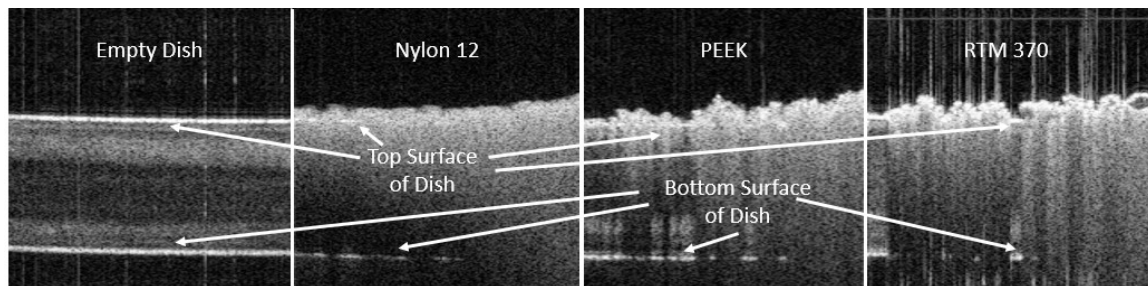 Empty Dish
Nylon 12
PEEK
RTM 370
Top Surface
of Dish
Bottom Surface
of Dish